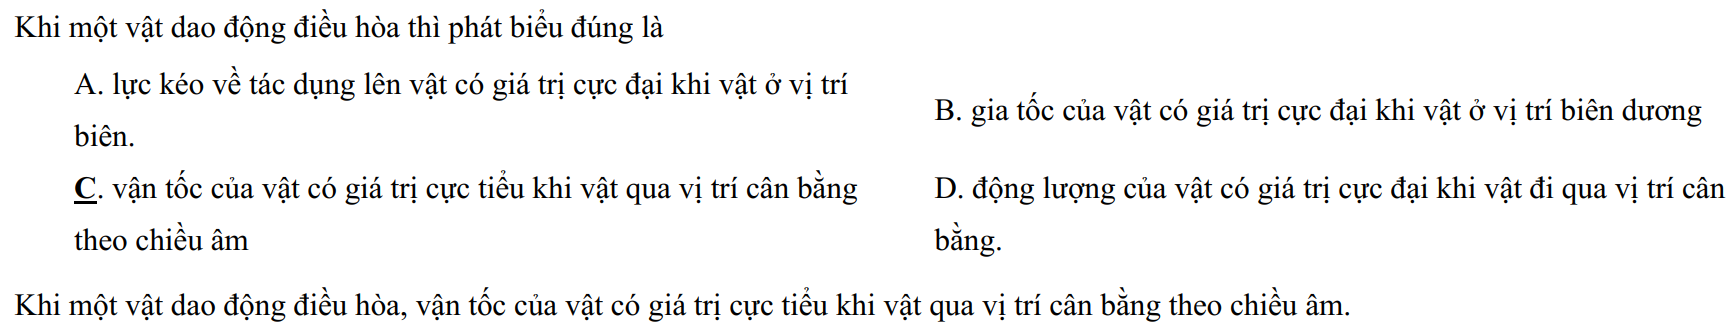 Khi một vật dao động điều hòa thì phát biểu đúng là
A. lực kéo về tác dụng lên vật có giá trị cực đại khi vật ở vị trí
biên.
B. gia tốc của vật có giá trị cực đại khi vật ở vị trí biên dương
C. vận tốc của vật có giá trị cực tiểu khi vật qua vị trí cân bằng
theo chiều âm
D. động lượng của vật có giá trị cực đại khi vật đi qua vị trí cân
bằng.
Khi một vật dao động điều hòa, vận tốc của vật có giá trị cực tiểu khi vật qua vị trí cân bằng theo chiều âm.